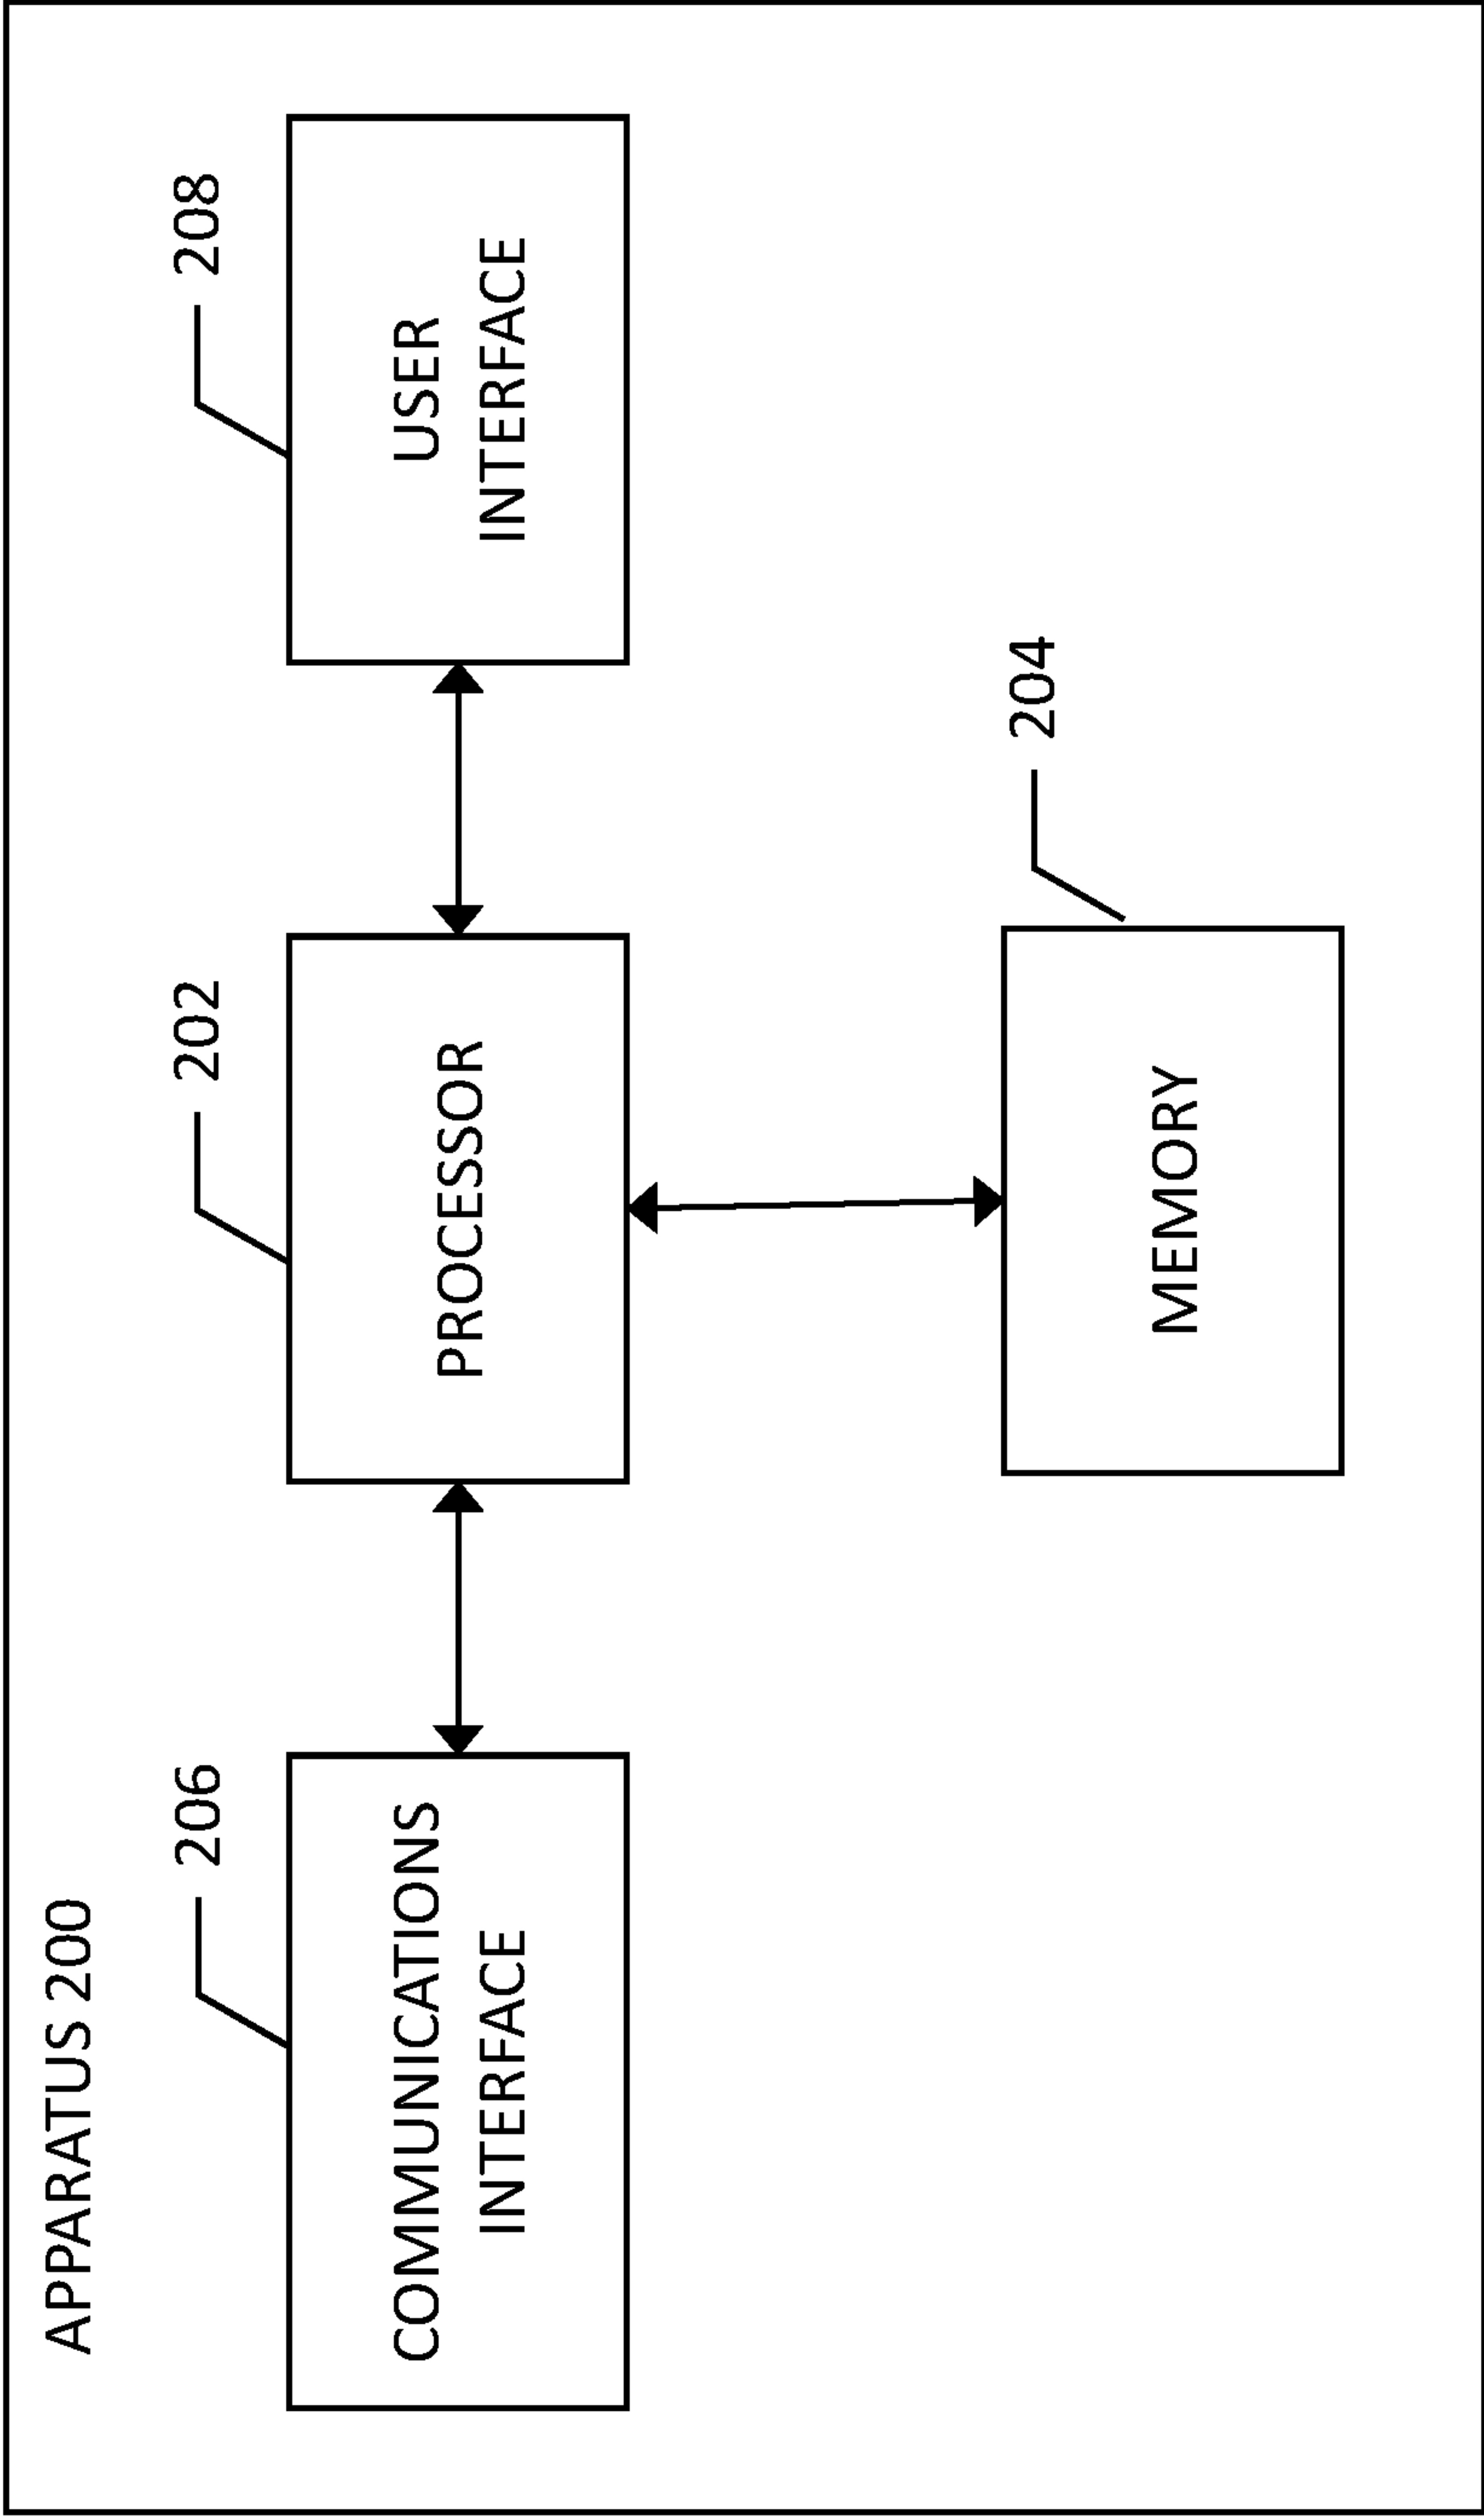 APPARATUS 200
206
202
208
COMMUNICATIONS
INTERFACE
PROCESSOR
USER
INTERFACE
204
MEMORY